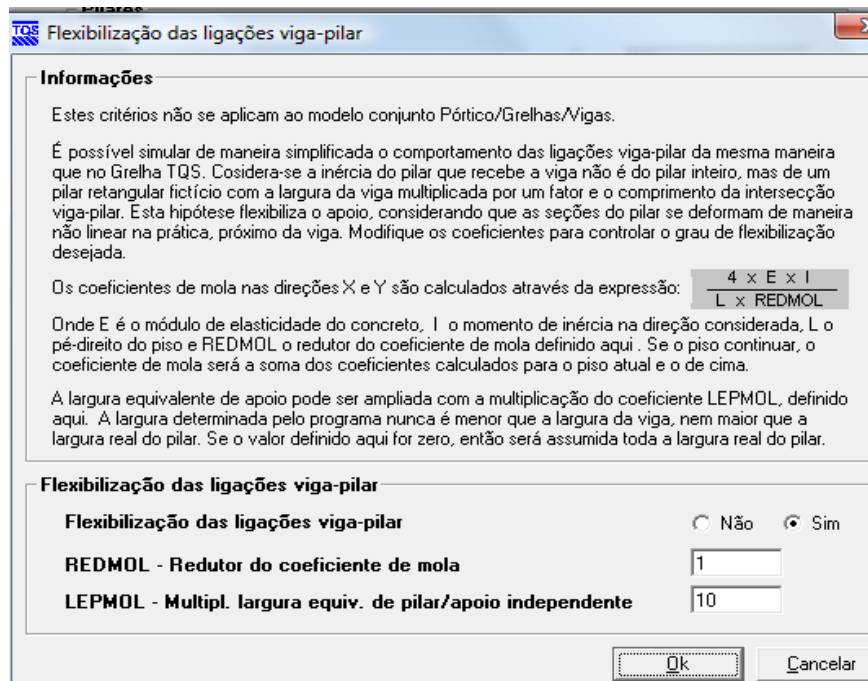 Pilares
TQS Flexibilização das ligações viga-pilar
Informações
Estes critérios não se aplicam ao modelo conjunto Pórtico/Grelhas/Vigas.
É possível simular de maneira simplificada o comportamento das ligações viga-pilar da mesma maneira
que no Grelha TQS. Cosidera-se a inércia do pilar que recebe a viga não é do pilar inteiro, mas de um
pilar retangular fictício com a largura da viga multiplicada por um fator e o comprimento da intersecção
viga-pilar. Esta hipótese flexibiliza o apoio, considerando que as seções do pilar se deformam de maneira
não linear na prática, próximo da viga. Modifique os coeficientes para controlar o grau de flexibilização
desejada.
Os coeficientes de mola nas direções X e Y são calculados através da expressão:
4 x E x I
L x REDMOL
Onde E é o módulo de elasticidade do concreto, I o momento de inércia na direção considerada, L o
pé-direito do piso e REDMOL o redutor do coeficiente de mola definido aqui . Se o piso continuar, o
coeficiente de mola será a soma dos coeficientes calculados para o piso atual e o de cima.
A largura equivalente de apoio pode ser ampliada com a multiplicação do coeficiente LEPMOL, definido
aqui. A largura determinada pelo programa nunca é menor que a largura da viga, nem maior que a
largura real do pilar. Se o valor definido aqui for zero, então será assumida toda a largura real do pilar.
Flexibilização das ligações viga-pilar
Flexibilização das ligações viga-pilar Não Sim
REDMOL - Redutor do coeficiente de mola 1
LEPMOL - Multipl. largura equiv. de pilar/apoio independente 10
Ok Cancelar